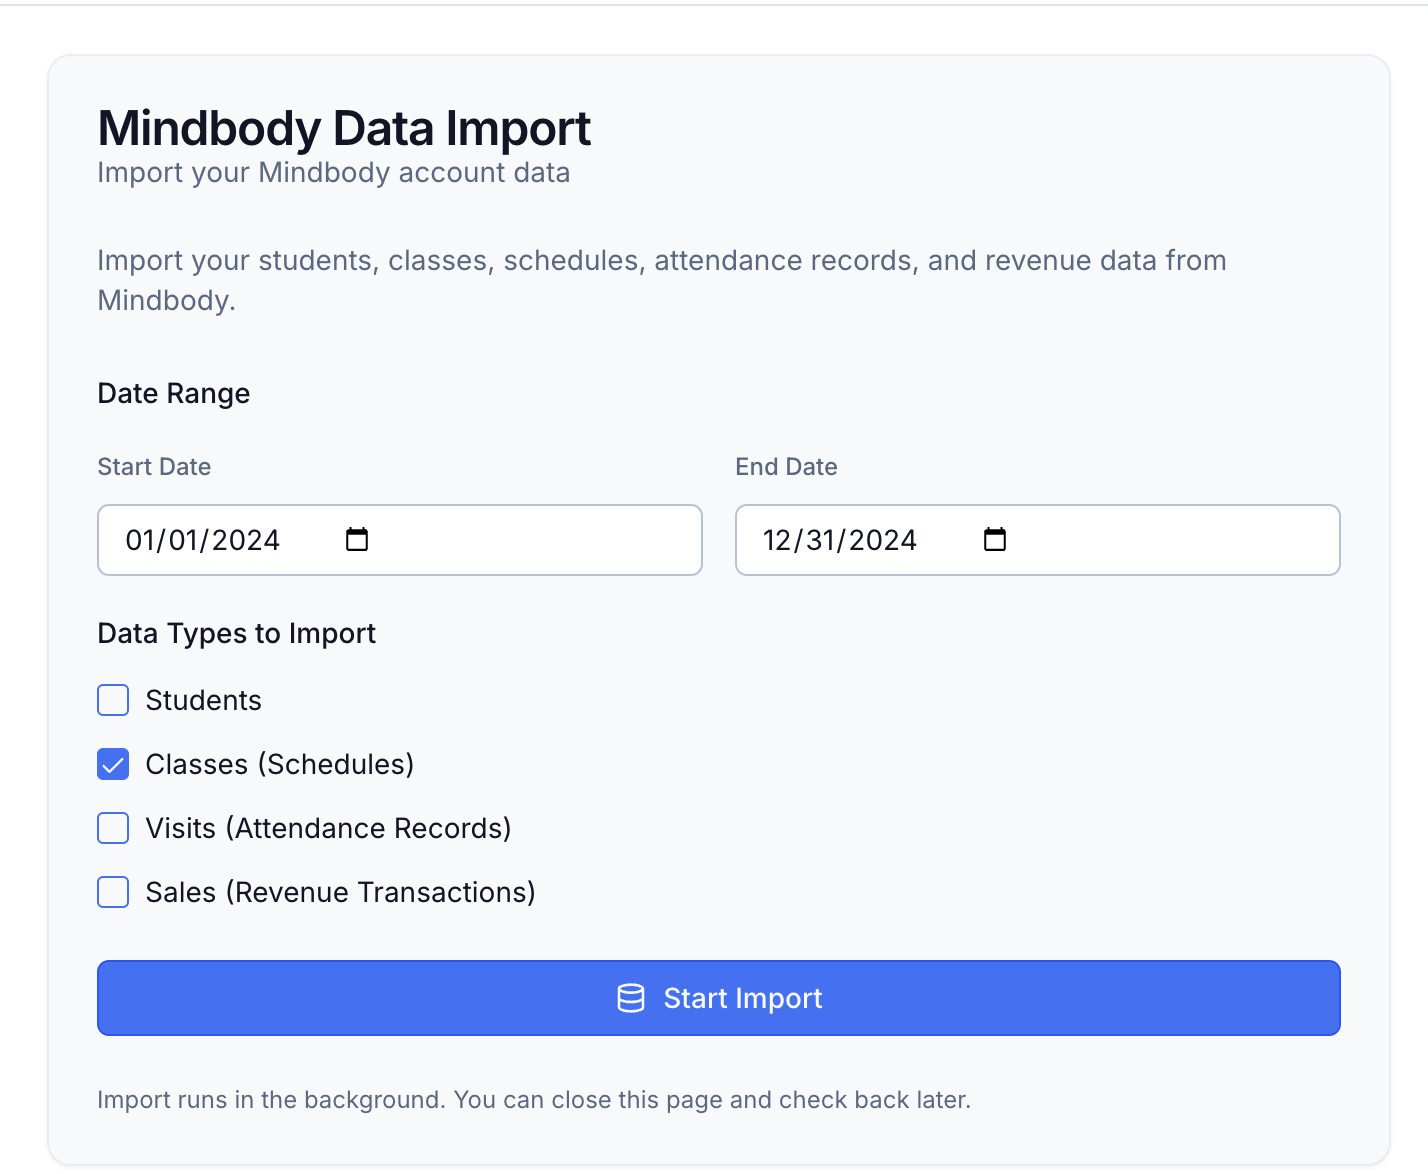 Mindbody Data Import
Import your Mindbody account data
Import your students, classes, schedules, attendance records, and revenue data from
Mindbody.
Date Range
Start Date
End Date
01/01/2024
12/31/2024
Data Types to Import
Students
Classes (Schedules)
Visits (Attendance Records)
Sales (Revenue Transactions)
Start Import
Import runs in the background. You can close this page and check back later.